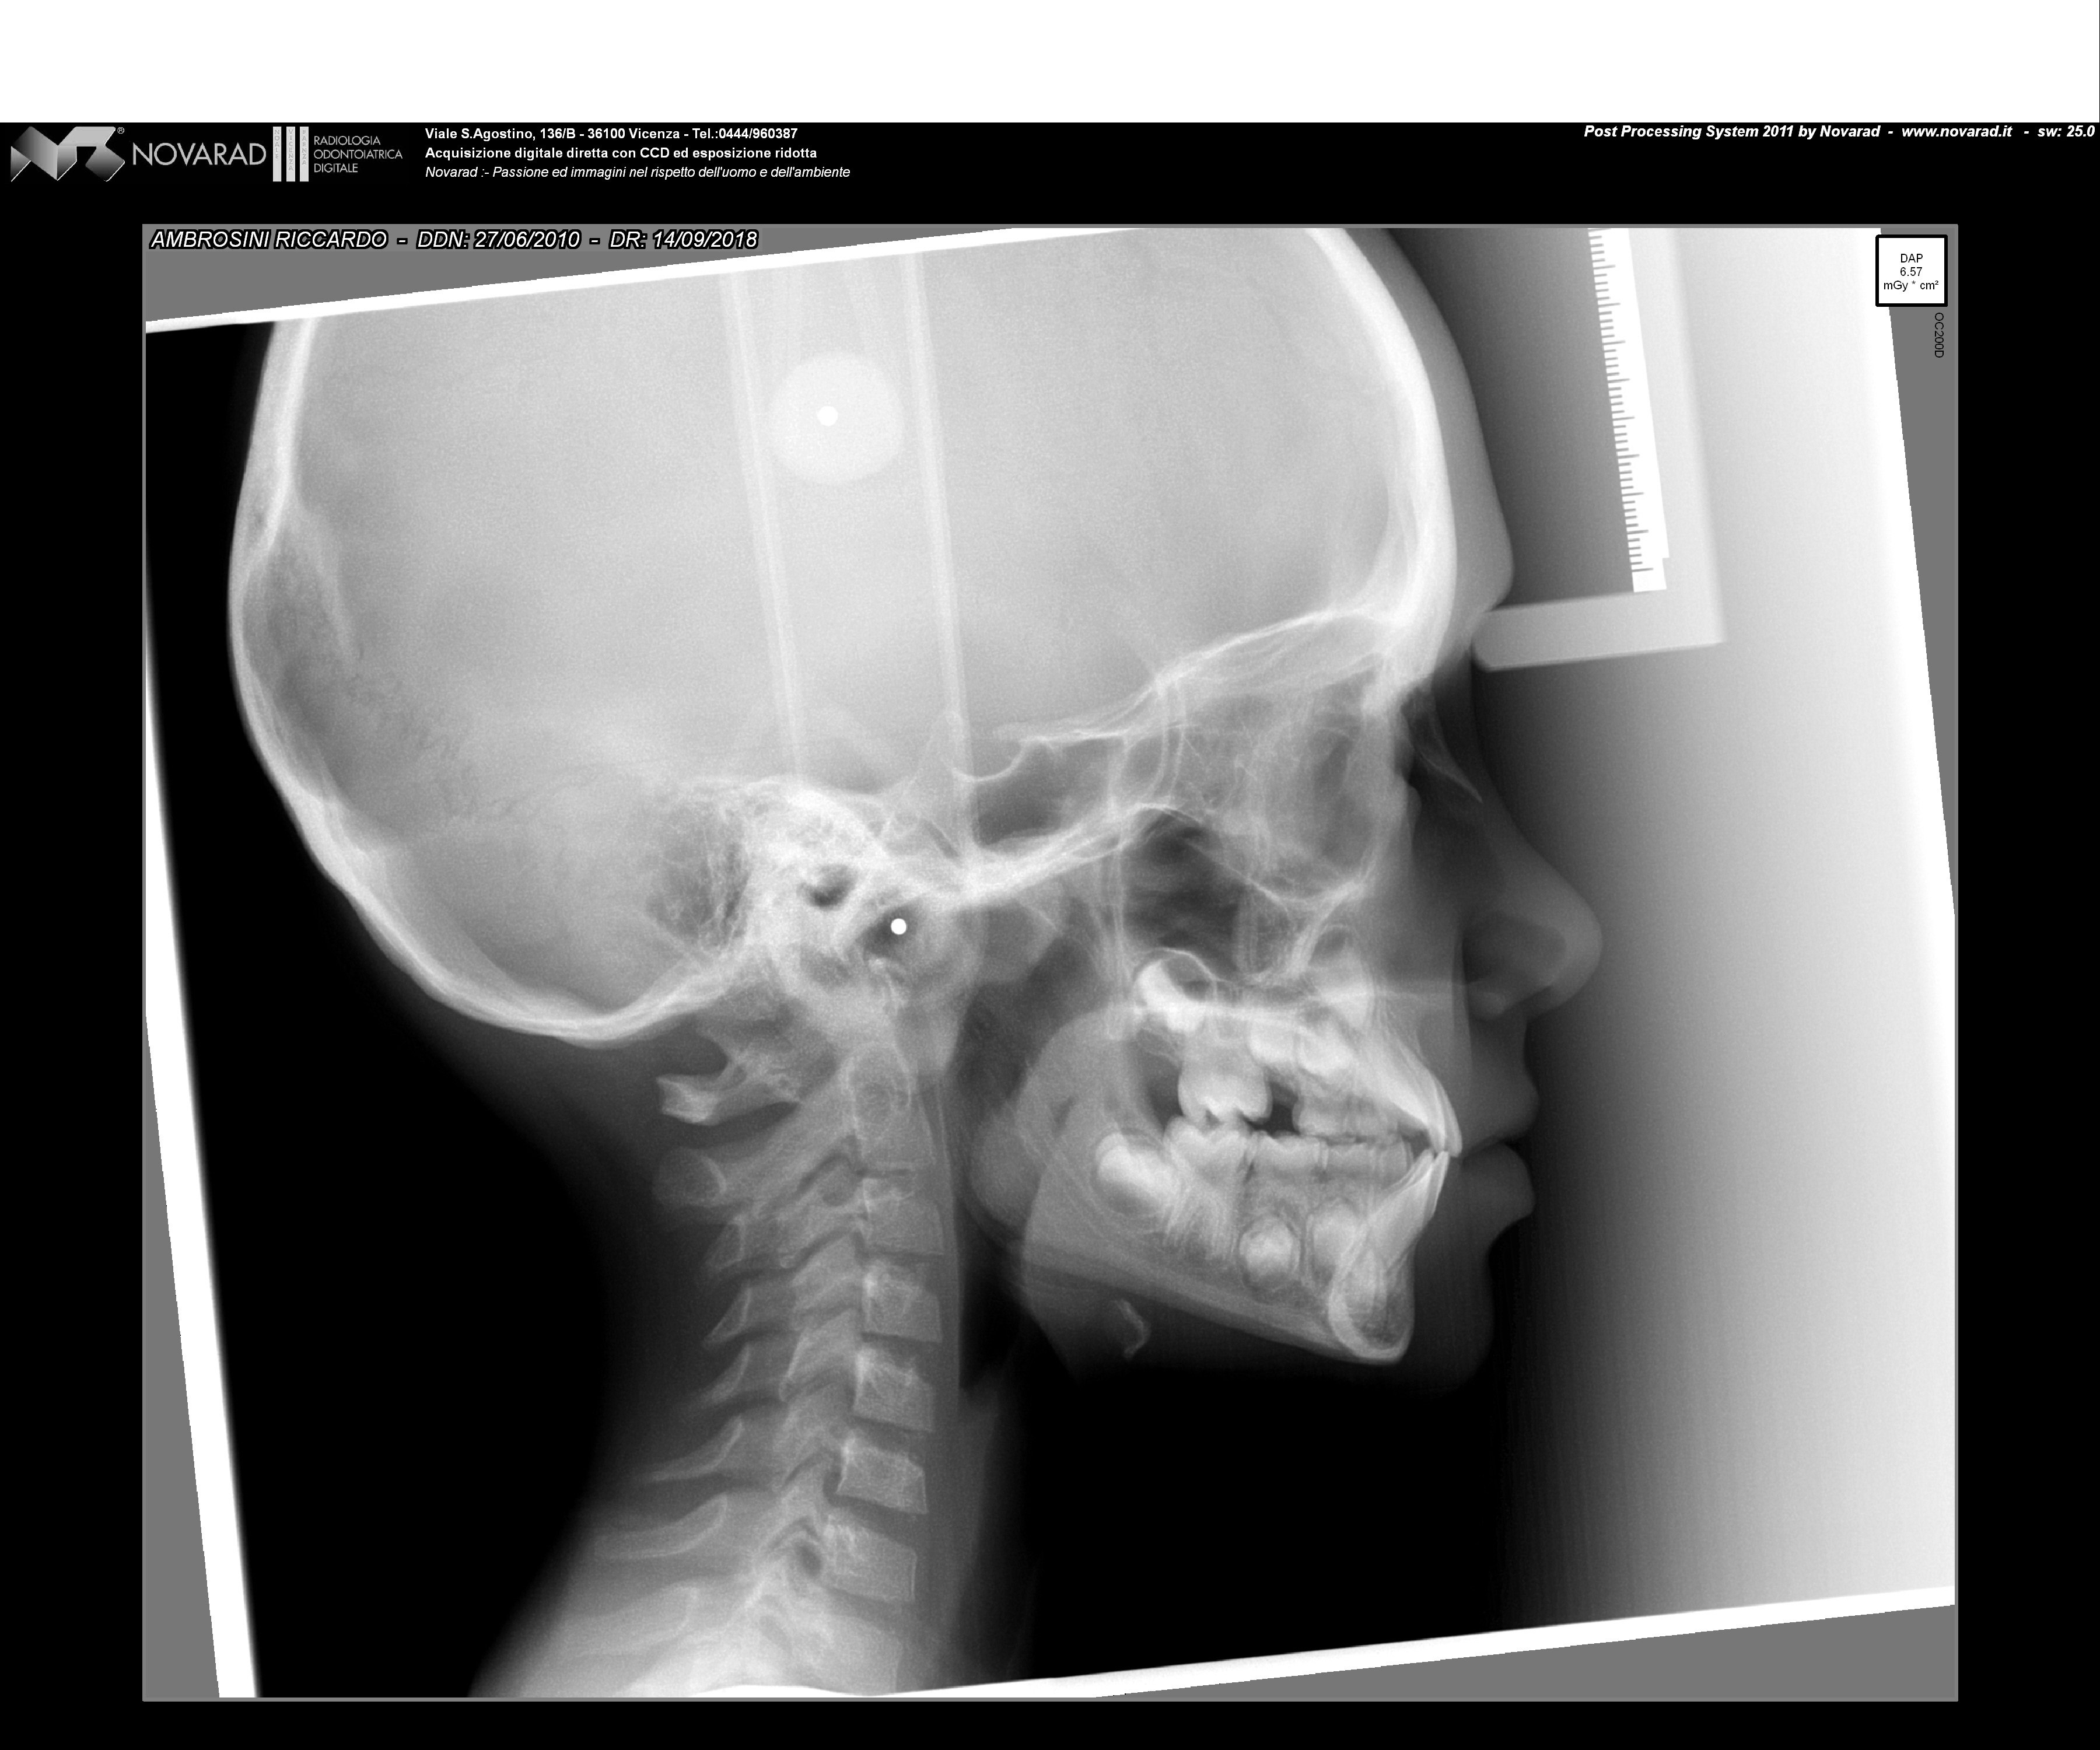 NOVARAD
RADIOLOGIA
ODONTOIATRICA
DIGITALE
Viale S.Agostino, 136/B - 36100 Vicenza - Tel.:0444/960387
Acquisizione digitale diretta con CCD ed esposizione ridotta
Novarad :- Passione ed immagini nel rispetto dell'uomo e dell'ambiente
Post Processing System 2011 by Novarad - www.novarad.it - sw: 25.0
AMBROSINI RICCARDO - DDN: 27/06/2010 - DR: 14/09/2018
DAP
6.57
mGy * cm²
OC200D